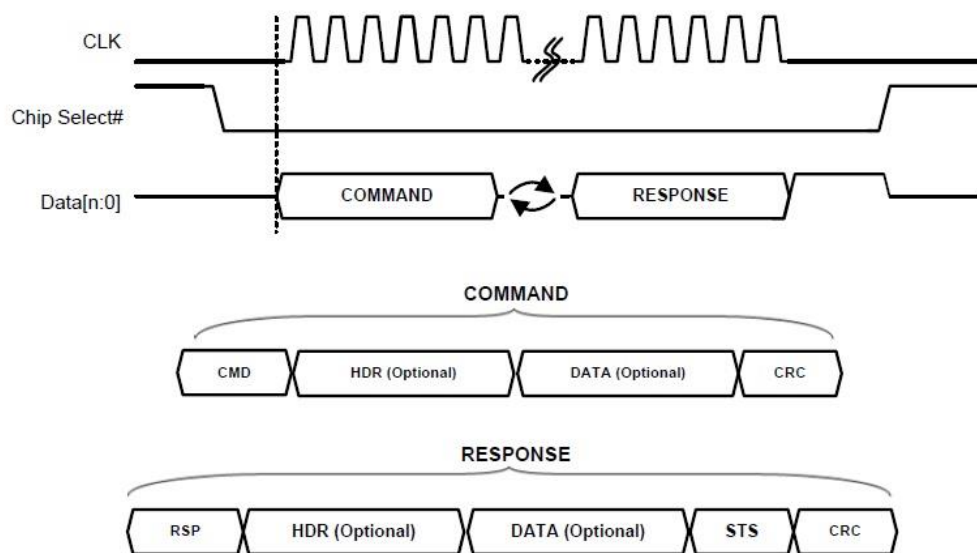 CLK
Chip Select#
Data[n:0]
COMMAND
RESPONSE
COMMAND
CMD
HDR (Optional)
DATA (Optional)
CRC
RESPONSE
RSP
HDR (Optional)
DATA (Optional)
STS
CRC